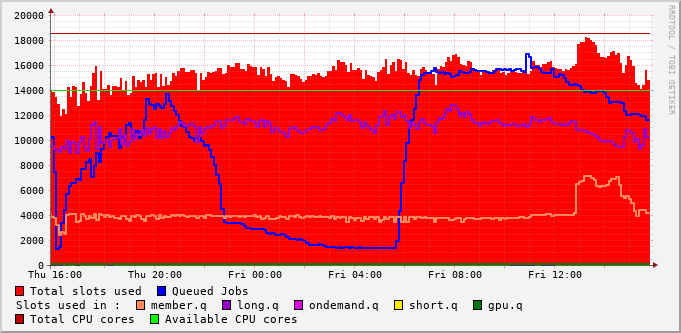 RRDTOOL / TOBI OETIKER
20000
18000
16000
14000
12000
10000
8000
6000
4000
2000
0
Thu 16:00 Thu 20:00 Fri 00:00 Fri 04:00 Fri 08:00 Fri 12:00
Total slots used Queued Jobs
Slots used in : member.q long.q ondemand.q short.q gpu.q
Total CPU cores Available CPU cores